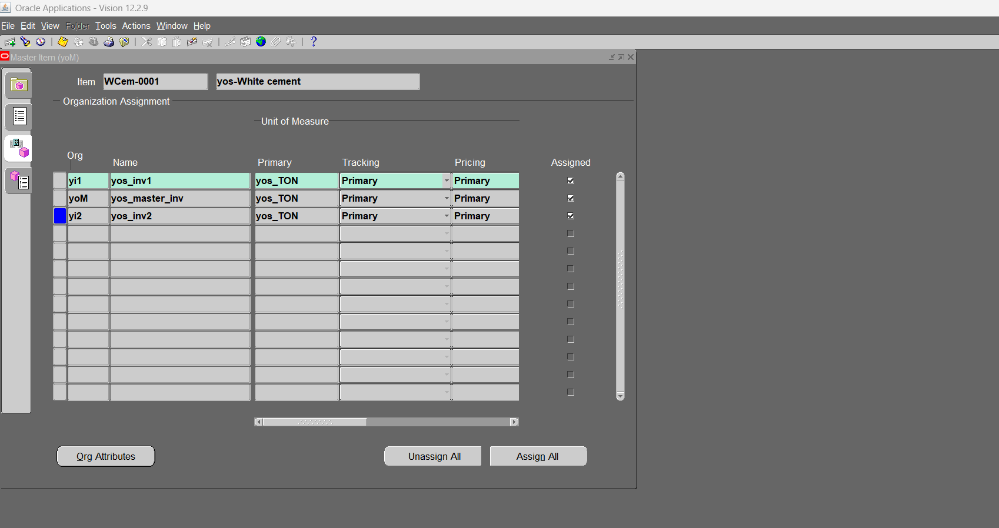 Oracle Applications - Vision 12.2.9
File Edit View Folder Tools Actions Window Help
Master Item (yoM)
Item WCem-0001 yos-White cement
Organization Assignment
Unit of Measure
Org Name Primary Tracking Pricing Assigned
yi1 yos_inv1 yos_TON Primary Primary
yoM yos_master_inv yos_TON Primary Primary
yi2 yos_inv2 yos_TON Primary Primary
Org Attributes Unassign All Assign All